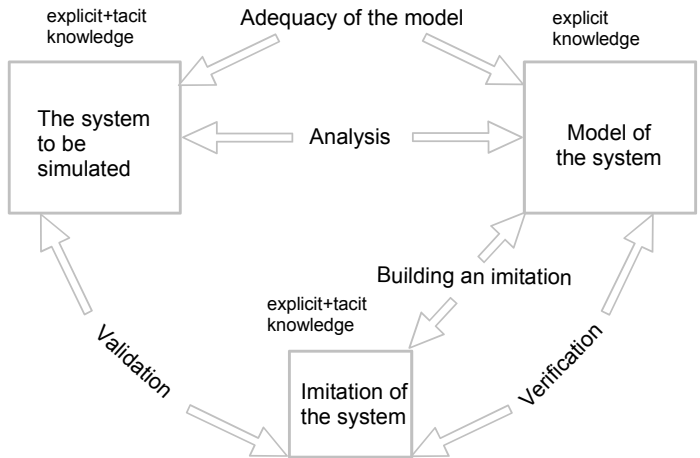 explicit+tacit
knowledge
Adequacy of the model
explicit
knowledge
The system
to be
simulated
Analysis
Model of
the system
Building an imitation
explicit+tacit
knowledge
Validation
Verification
Imitation of
the system